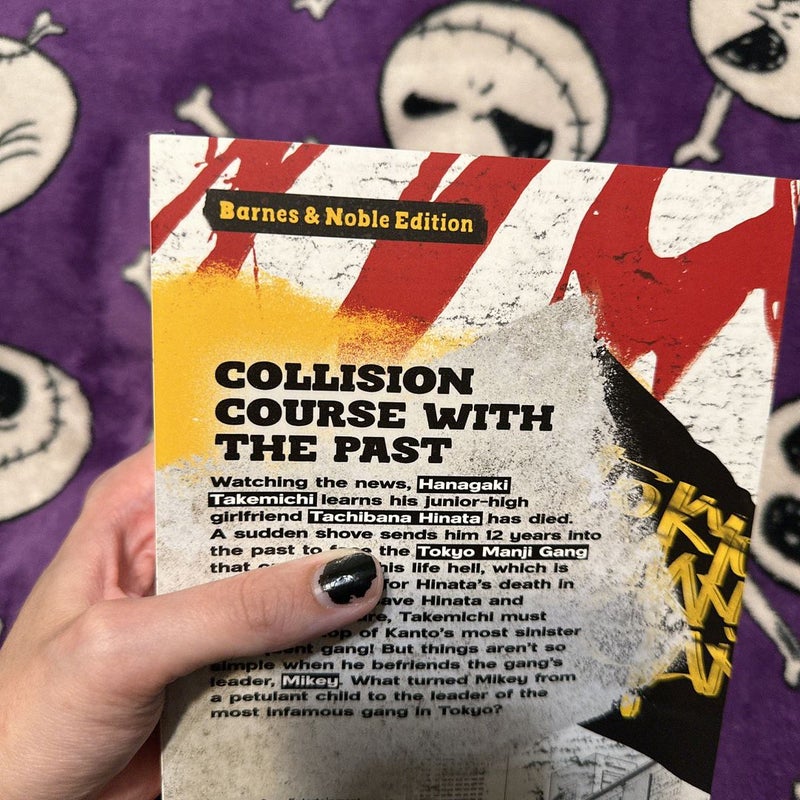 Barnes & Noble Edition
COLLISION
COURSE WITH
THE PAST
Watching the news, Hanagaki
Takemichi learns his junior-high
girlfriend Tachibana Hinata has died.
A sudden shove sends him 12 years into
the past to the Tokyo Manji Gang
that his life hell, which is
for Hinata's death in
Hinata and
Takemichi must
top of Kanto's most sinister
gang! But things aren't so
simple when he befriends the gang's
leader, Mikey. What turned Mikey from
a petulant child to the leader of the
most infamous gang in Tokyo?